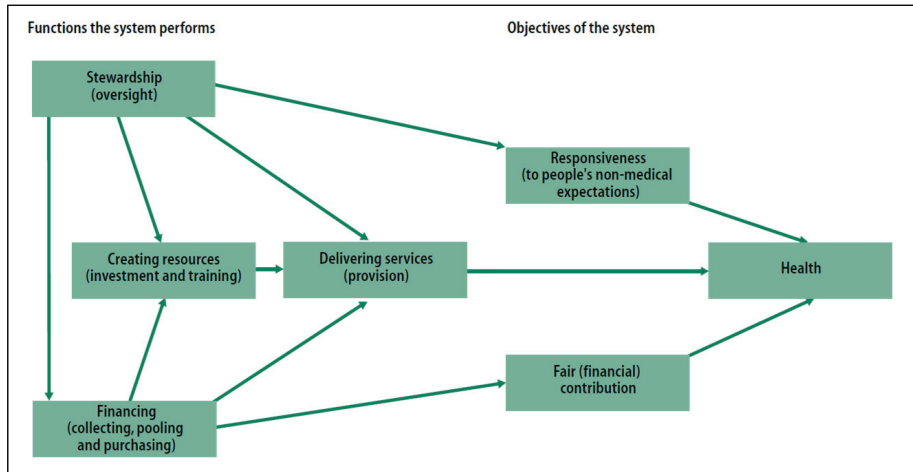 Functions the system performs
Objectives of the system
Stewardship
(oversight)
Responsiveness
(to people's non-medical
expectations)
Creating resources
(investment and training)
Delivering services
(provision)
Health
Fair (financial)
contribution
Financing
(collecting, pooling
and purchasing)